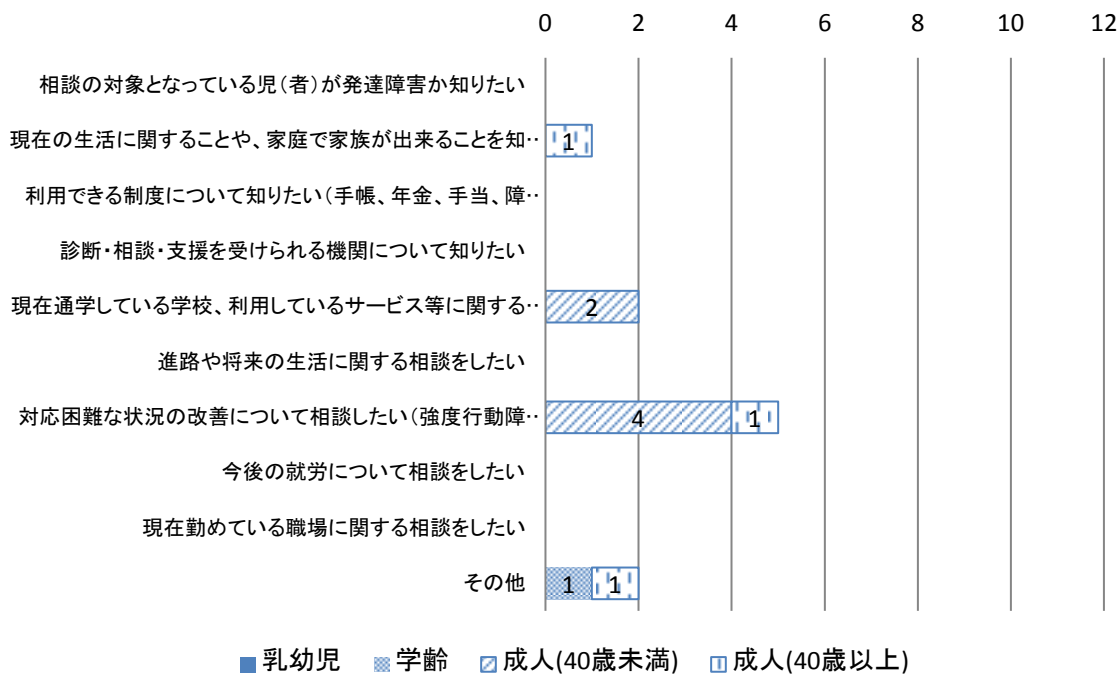 0 2 4 6 8 10 12
相談の対象となっている児(者)が発達障害か知りたい
現在の生活に関することや、家庭で家族が出来ることを知‥
1
利用できる制度について知りたい(手帳、年金、手当、障‥
診断・相談・支援を受けられる機関について知りたい
現在通学している学校、利用しているサービス等に関する‥
2
進路や将来の生活に関する相談をしたい
対応困難な状況の改善について相談したい(強度行動障‥
4 1
今後の就労について相談をしたい
現在勤めている職場に関する相談をしたい
その他
1 1
乳幼児 学齢 成人(40歳未満) 成人(40歳以上)